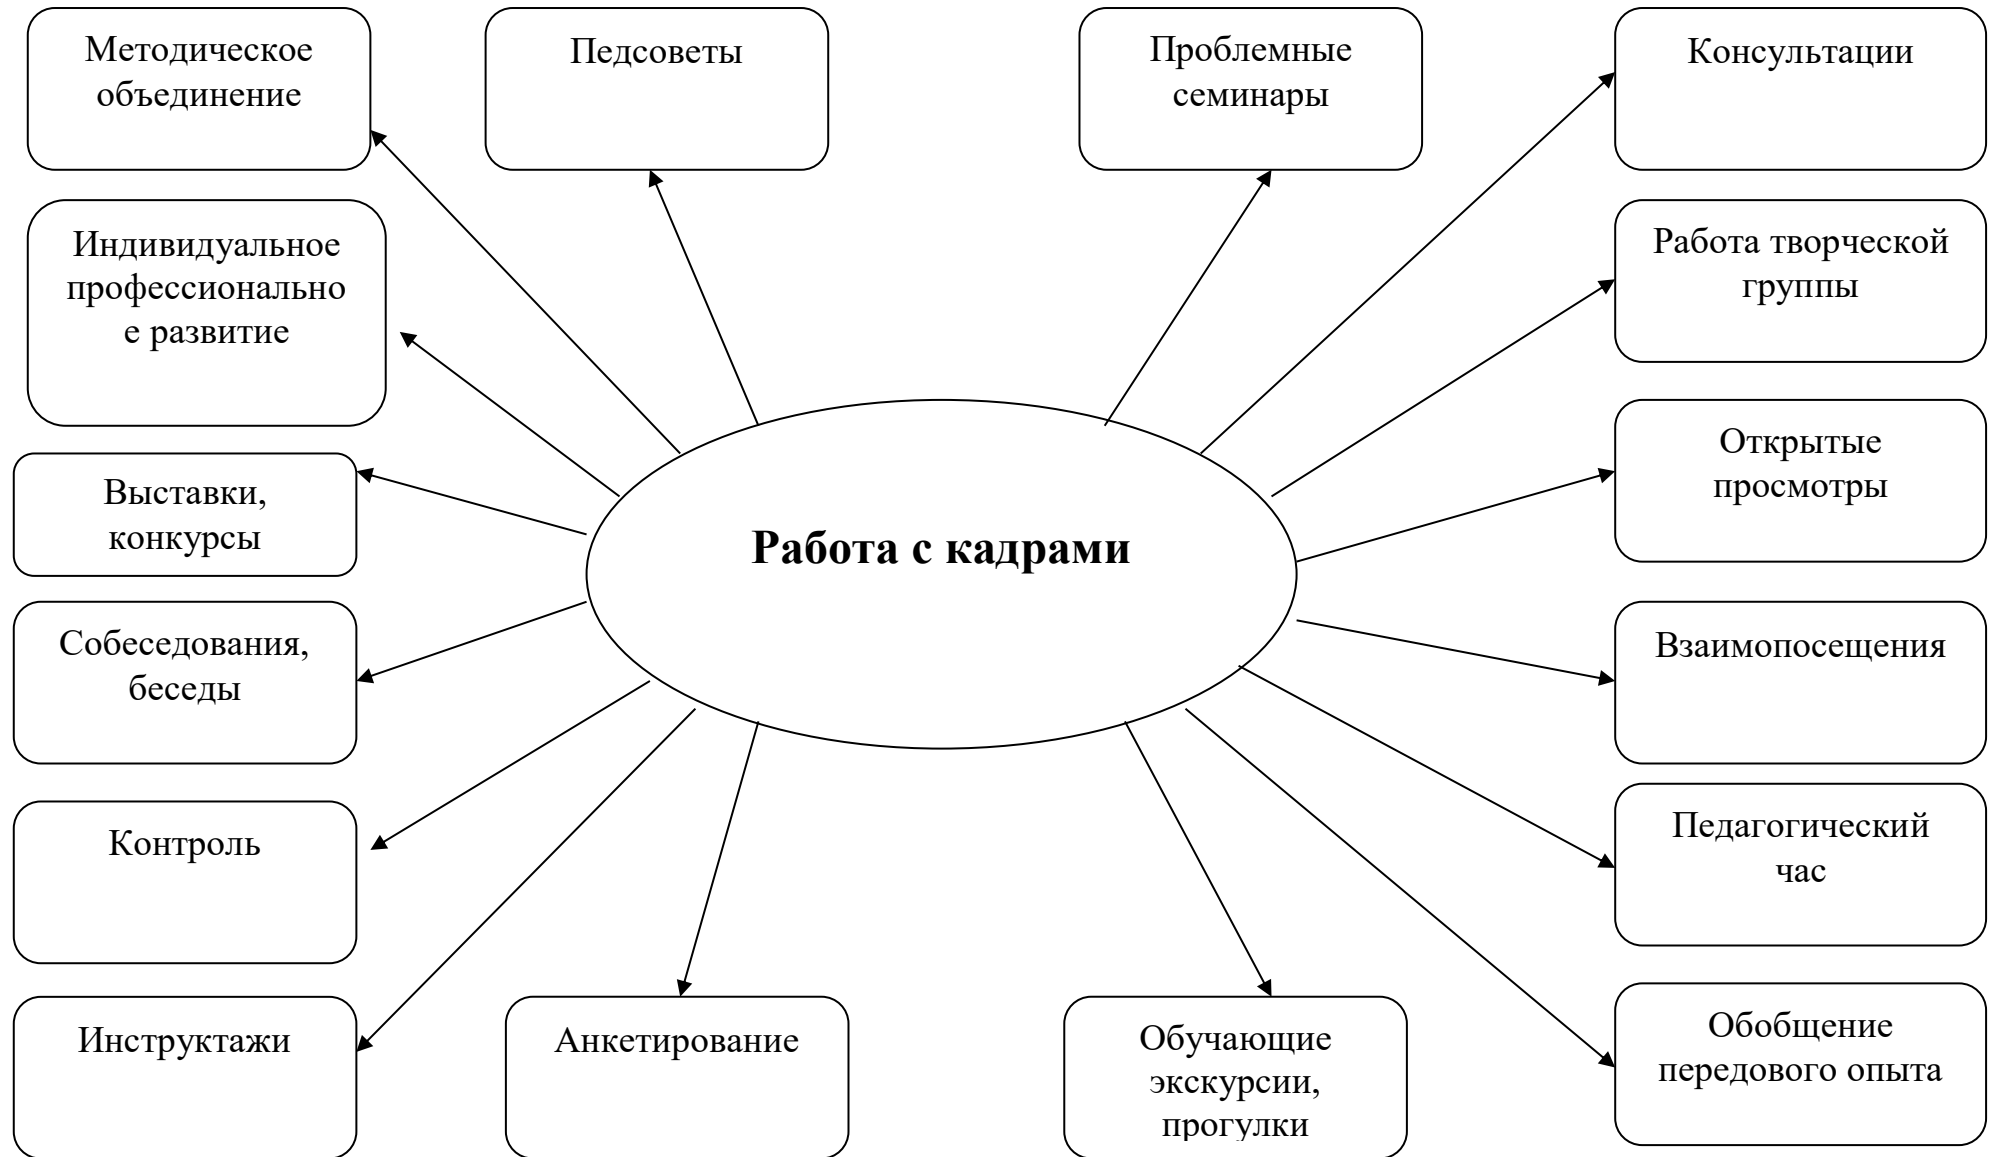 Методическое
объединение
Педсоветы
Проблемные
семинары
Консультации
Индивидуальное
профессионально
е развитие
Работа творческой
группы
Выставки,
конкурсы
Работа с кадрами
Открытые
просмотры
Собеседования,
беседы
Взаимопосещения
Контроль
Педагогический
час
Инструктажи
Анкетирование
Обучающие
экскурсии,
прогулки
Обобщение
передового опыта